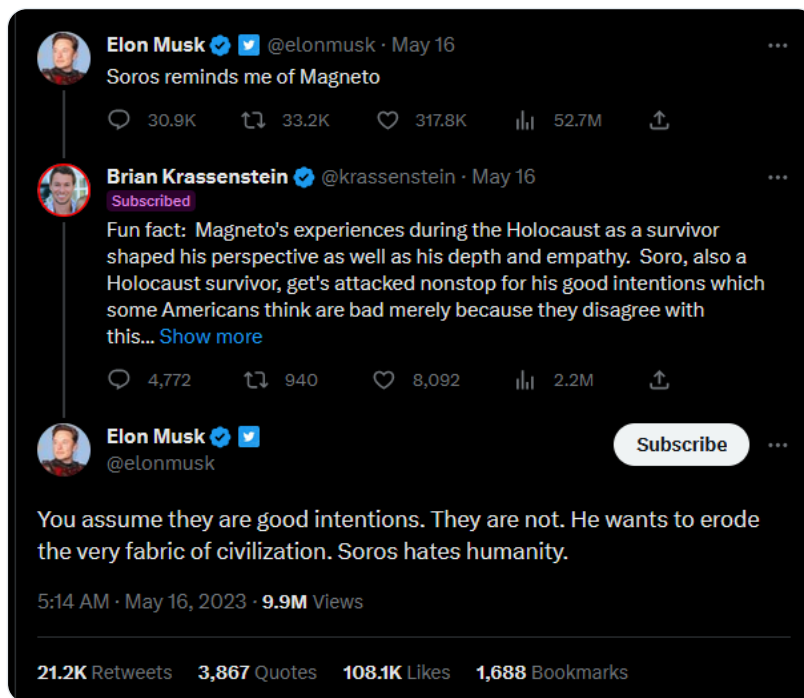 Elon Musk @elonmusk · May 16
Soros reminds me of Magneto
30.9K 33.2K 317.8K 52.7M
Brian Krassenstein @krassenstein · May 16
Subscribed
Fun fact: Magneto's experiences during the Holocaust as a survivor
shaped his perspective as well as his depth and empathy. Soro, also a
Holocaust survivor, get's attacked nonstop for his good intentions which
some Americans think are bad merely because they disagree with
this... Show more
4,772 940 8,092 2.2M
Elon Musk
@elonmusk
Subscribe
You assume they are good intentions. They are not. He wants to erode
the very fabric of civilization. Soros hates humanity.
5:14 AM · May 16, 2023 · 9.9M Views
21.2K Retweets 3,867 Quotes 108.1K Likes 1,688 Bookmarks